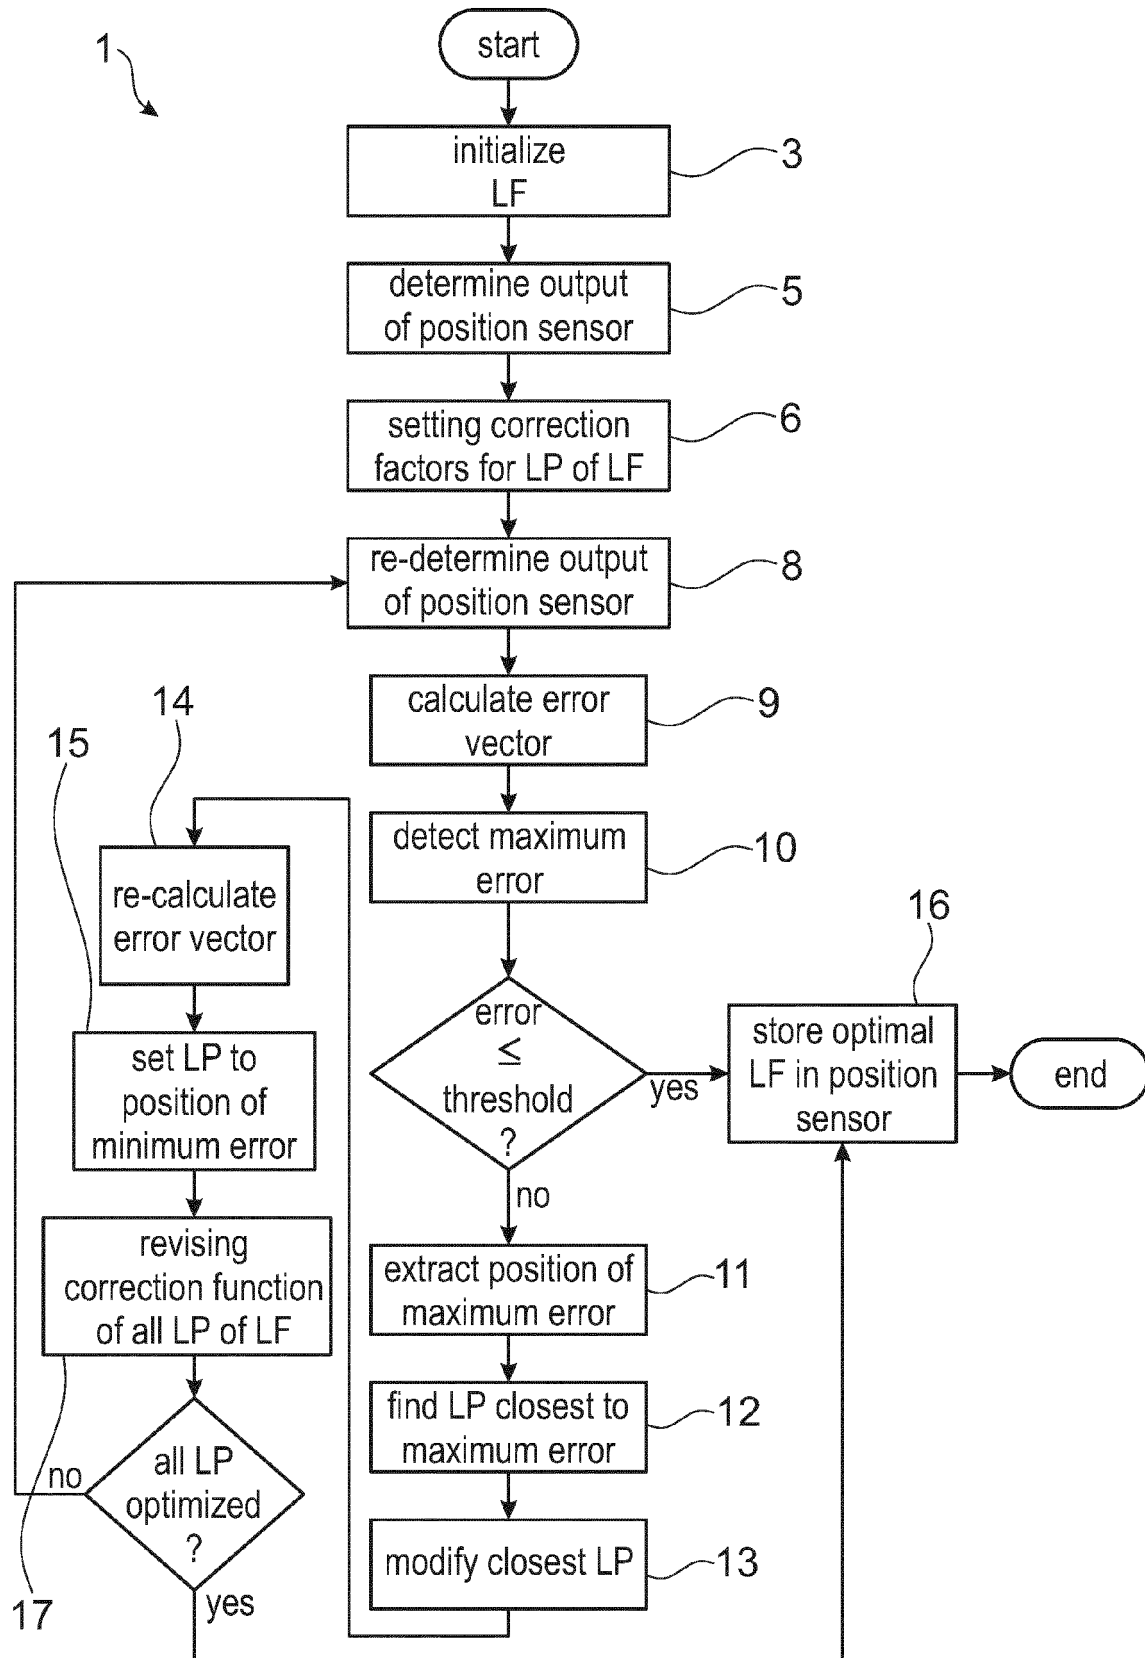 1
start
initialize
LF
3
determine output
of position sensor
5
setting correction
factors for LP of LF
6
re-determine output
of position sensor
8
calculate error
vector
9
detect maximum
error
10
error
≤
threshold
?
yes
no
store optimal
LF in position
sensor
16
end
extract position of
maximum error
11
find LP closest to
maximum error
12
modify closest LP
13
14
re-calculate
error vector
15
set LP to
position of
minimum error
revising
correction function
of all LP of LF
17
all LP
optimized
?
no
yes